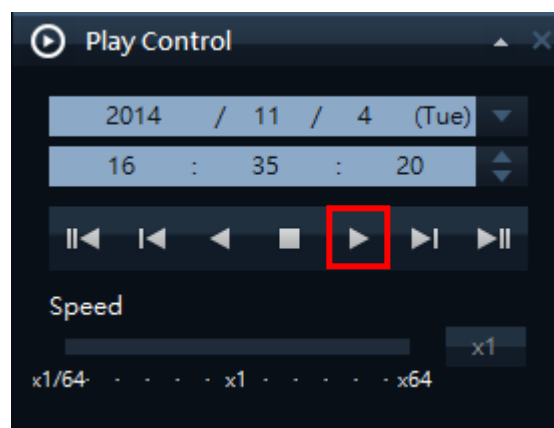 Play Control
2014 / 11 / 4 (Tue)
16 : 35 : 20
Speed
x1
x1/64 · · · · · x1 · · · · · x64